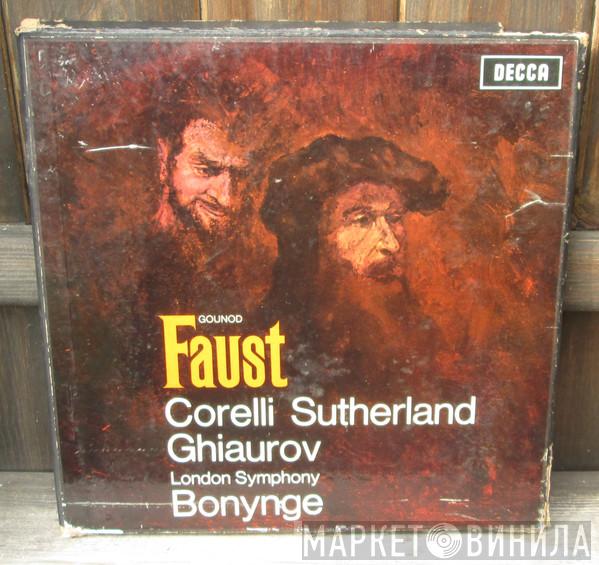 DECCA
GOUNOD
Faust
Corelli Sutherland
Ghiaurov
London Symphony
Bonynge
МАРКЕТ ВИНИЛА